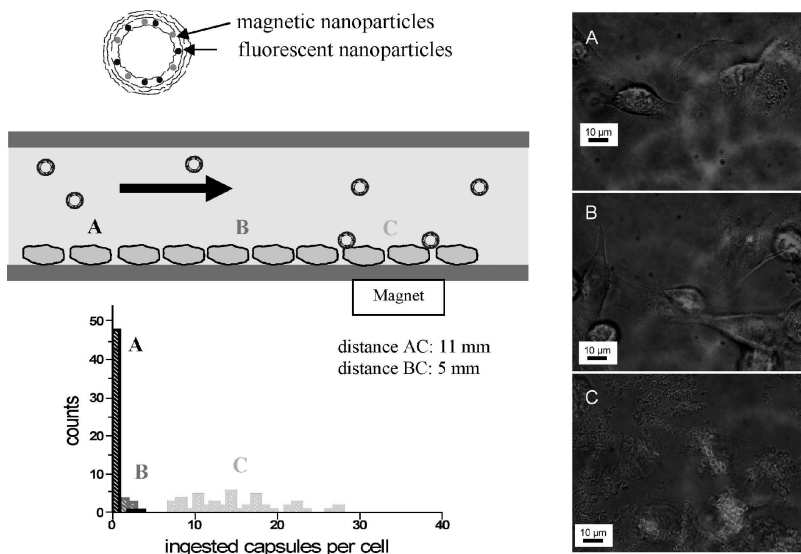 magnetic nanoparticles
fluorescent nanoparticles
A
B
C
Magnet
50
40
30
20
10
0
counts
A
B
C
distance AC: 11 mm
distance BC: 5 mm
0
10
20
30
40
ingested capsules per cell
A
10 µm
B
10 µm
C
10 µm